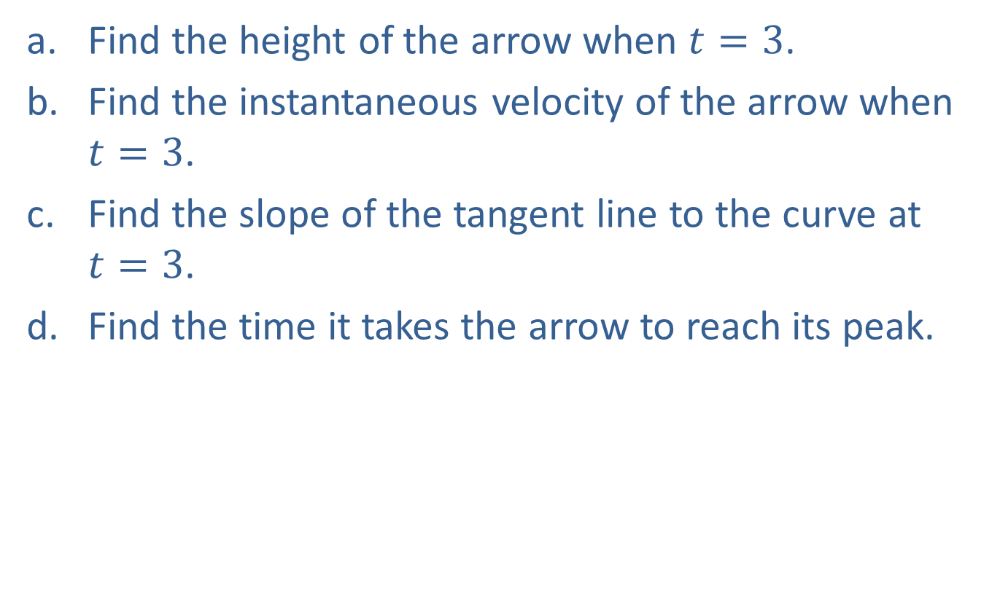 a. Find the height of the arrow when 𝑡 = 3.
b. Find the instantaneous velocity of the arrow when
𝑡 = 3.
c. Find the slope of the tangent line to the curve at
𝑡 = 3.
d. Find the time it takes the arrow to reach its peak.